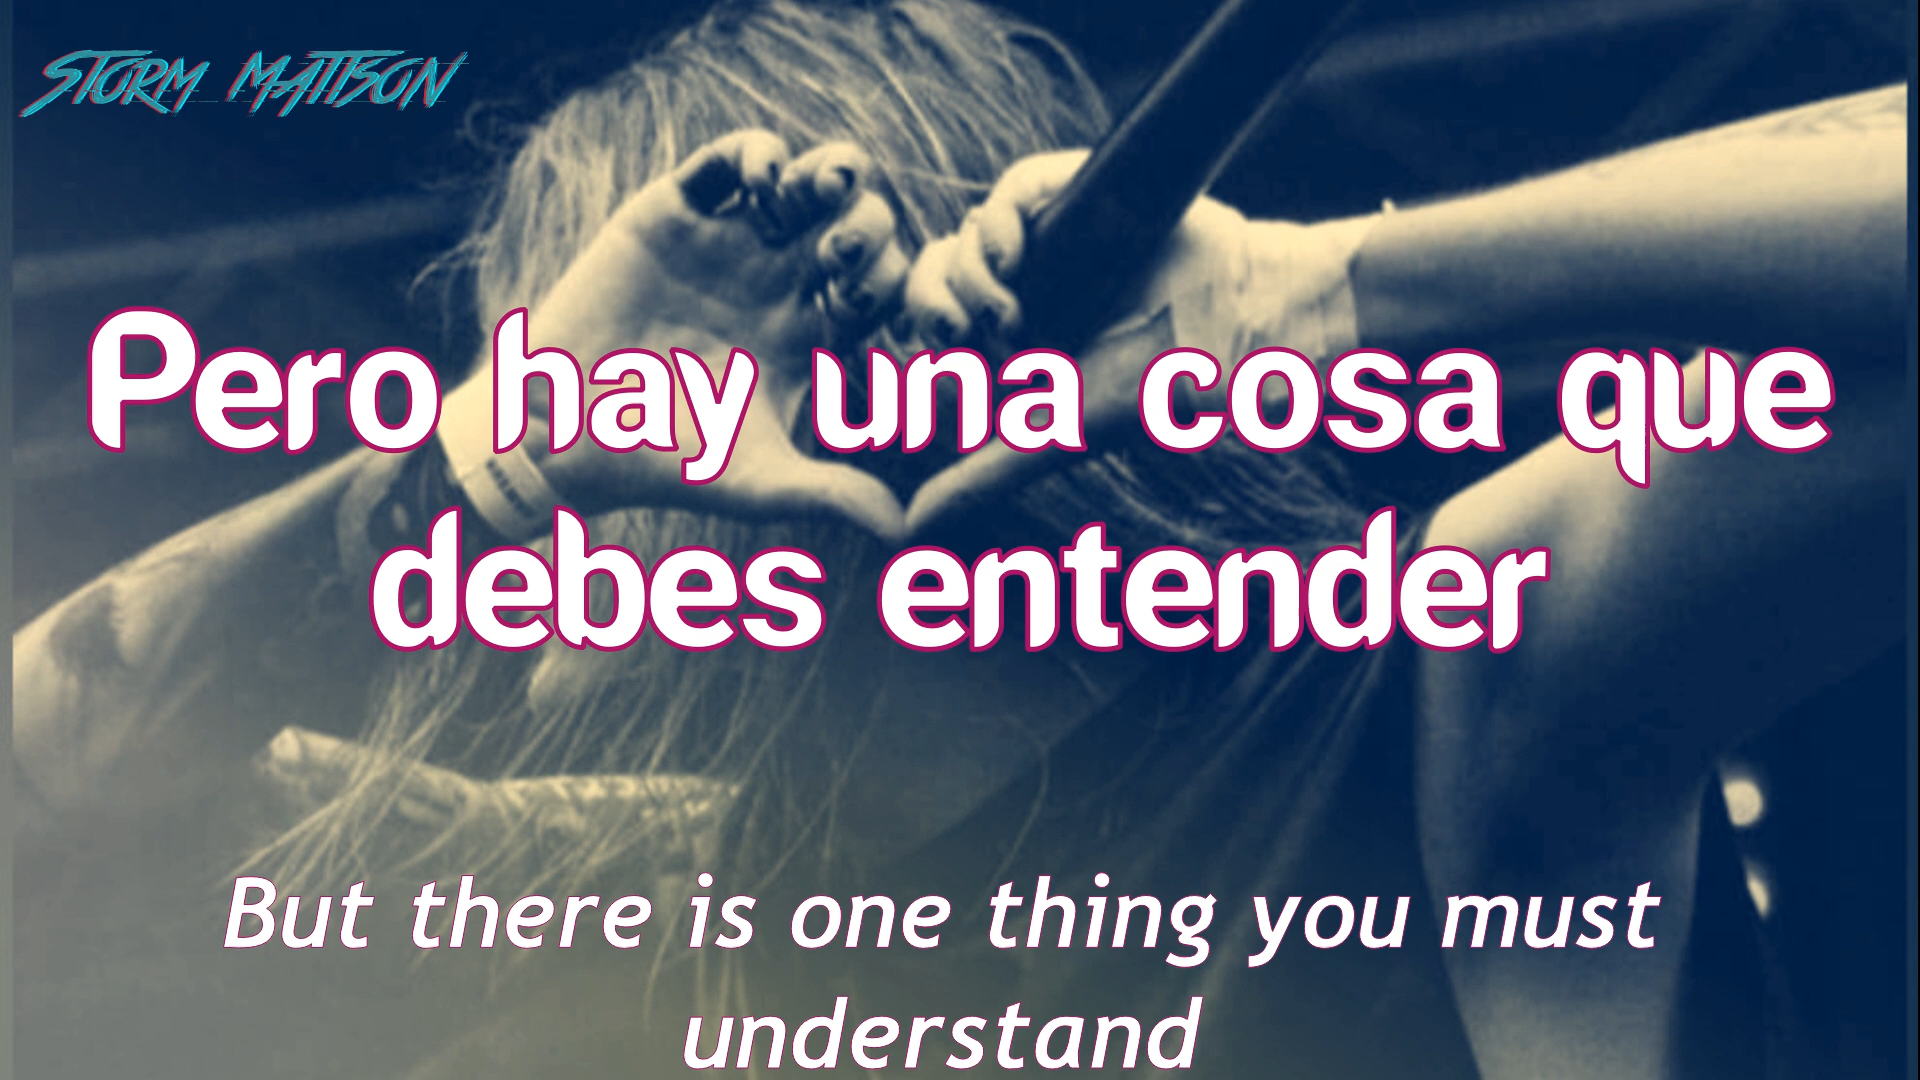 STORM MATTSON
Pero hay una cosa que
debes entender
But there is one thing you must
understand